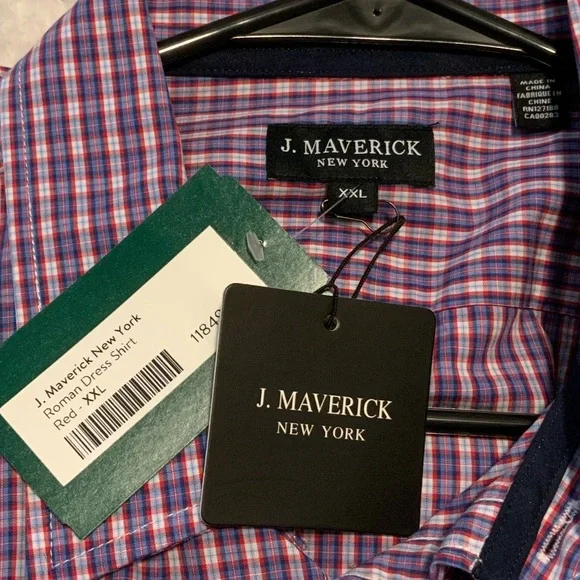 MADE IN
CHINA
FABRIQUE EN
CHINE
J. MAVERICK
NEW YORK
XXL
J. Maverick New York
Roman Dress Shirt
Red - XXL
J. MAVERICK
NEW YORK